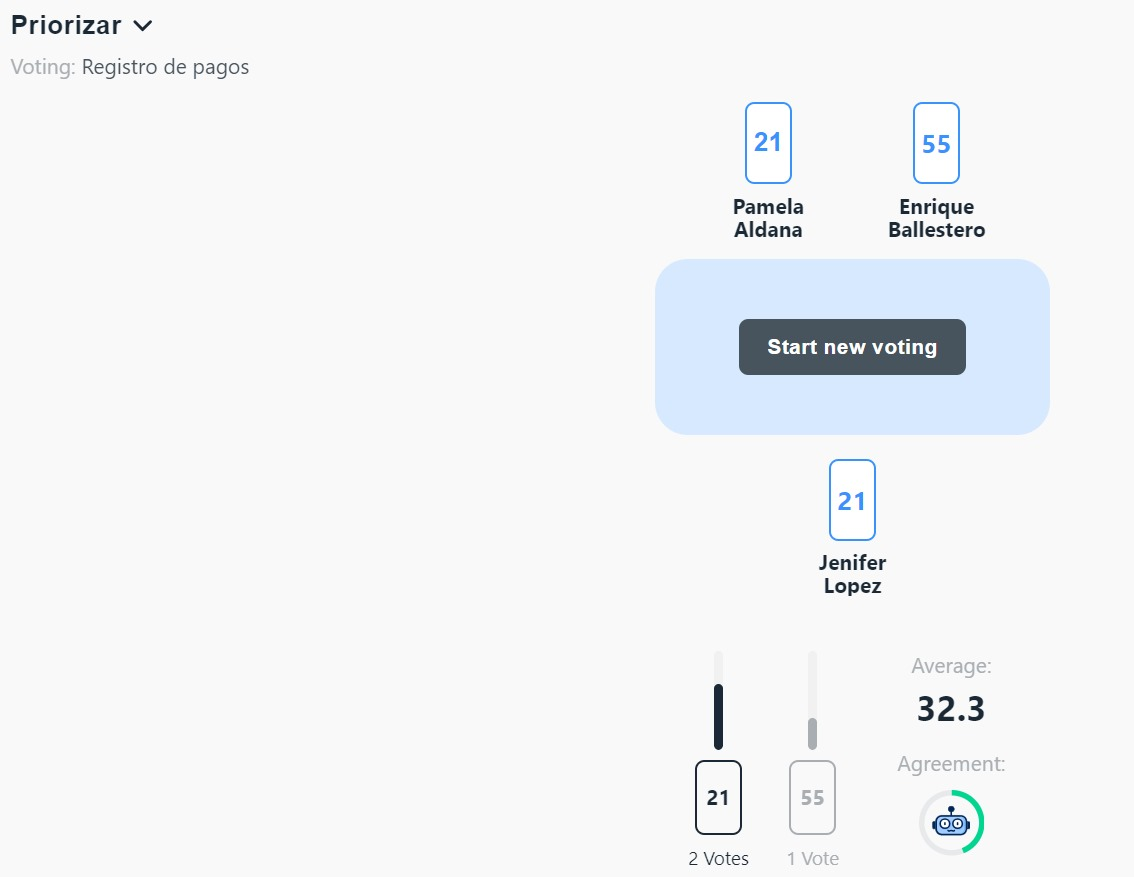 Priorizar
Voting: Registro de pagos
21
55
Pamela
Aldana
Enrique
Ballestero
Start new voting
21
Jenifer
Lopez
Average:
32.3
Agreement:
21
55
2 Votes
1 Vote